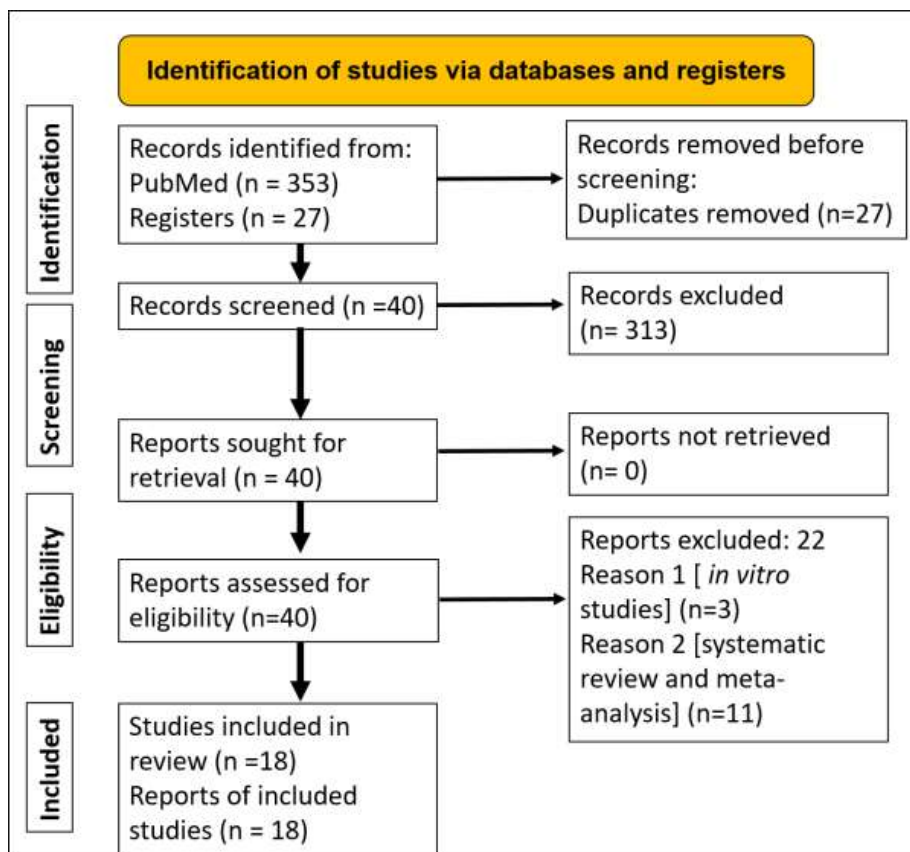 Identification of studies via databases and registers
Identification
Records identified from:
PubMed (n = 353)
Registers (n = 27)
Records removed before
screening:
Duplicates removed (n=27)
Screening
Records screened (n =40)
Records excluded
(n= 313)
Reports sought for
retrieval (n = 40)
Reports not retrieved
(n= 0)
Eligibility
Reports assessed for
eligibility (n=40)
Reports excluded: 22
Reason 1 [ in vitro
studies] (n=3)
Reason 2 [systematic
review and meta-
analysis] (n=11)
Included
Studies included in
review (n =18)
Reports of included
studies (n = 18)